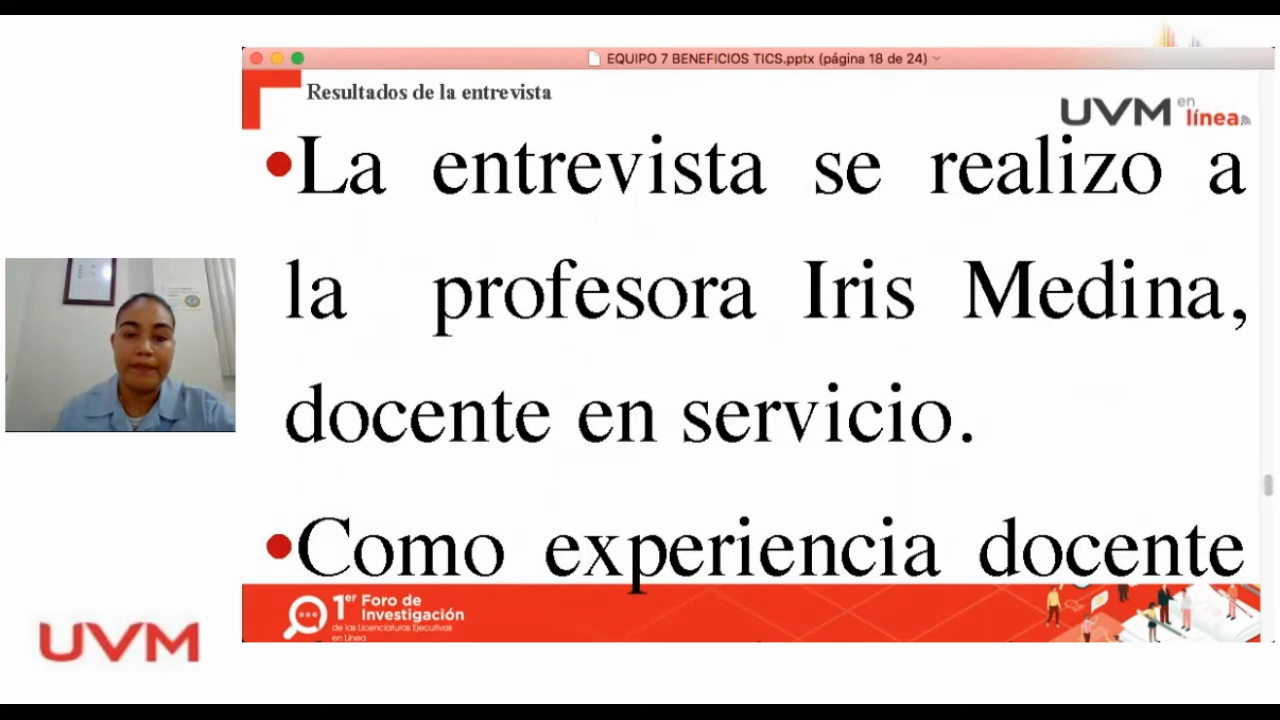 EQUIPO 7 BENEFICIOS TICS.pptx (página 18 de 24)
Resultados de la entrevista
UVM en línea
•La entrevista se realizo a
la profesora Iris Medina,
docente en servicio.
•Como experiencia docente
1er Foro de
Investigación
de las Licenciaturas Ejecutivas
en Línea
UVM